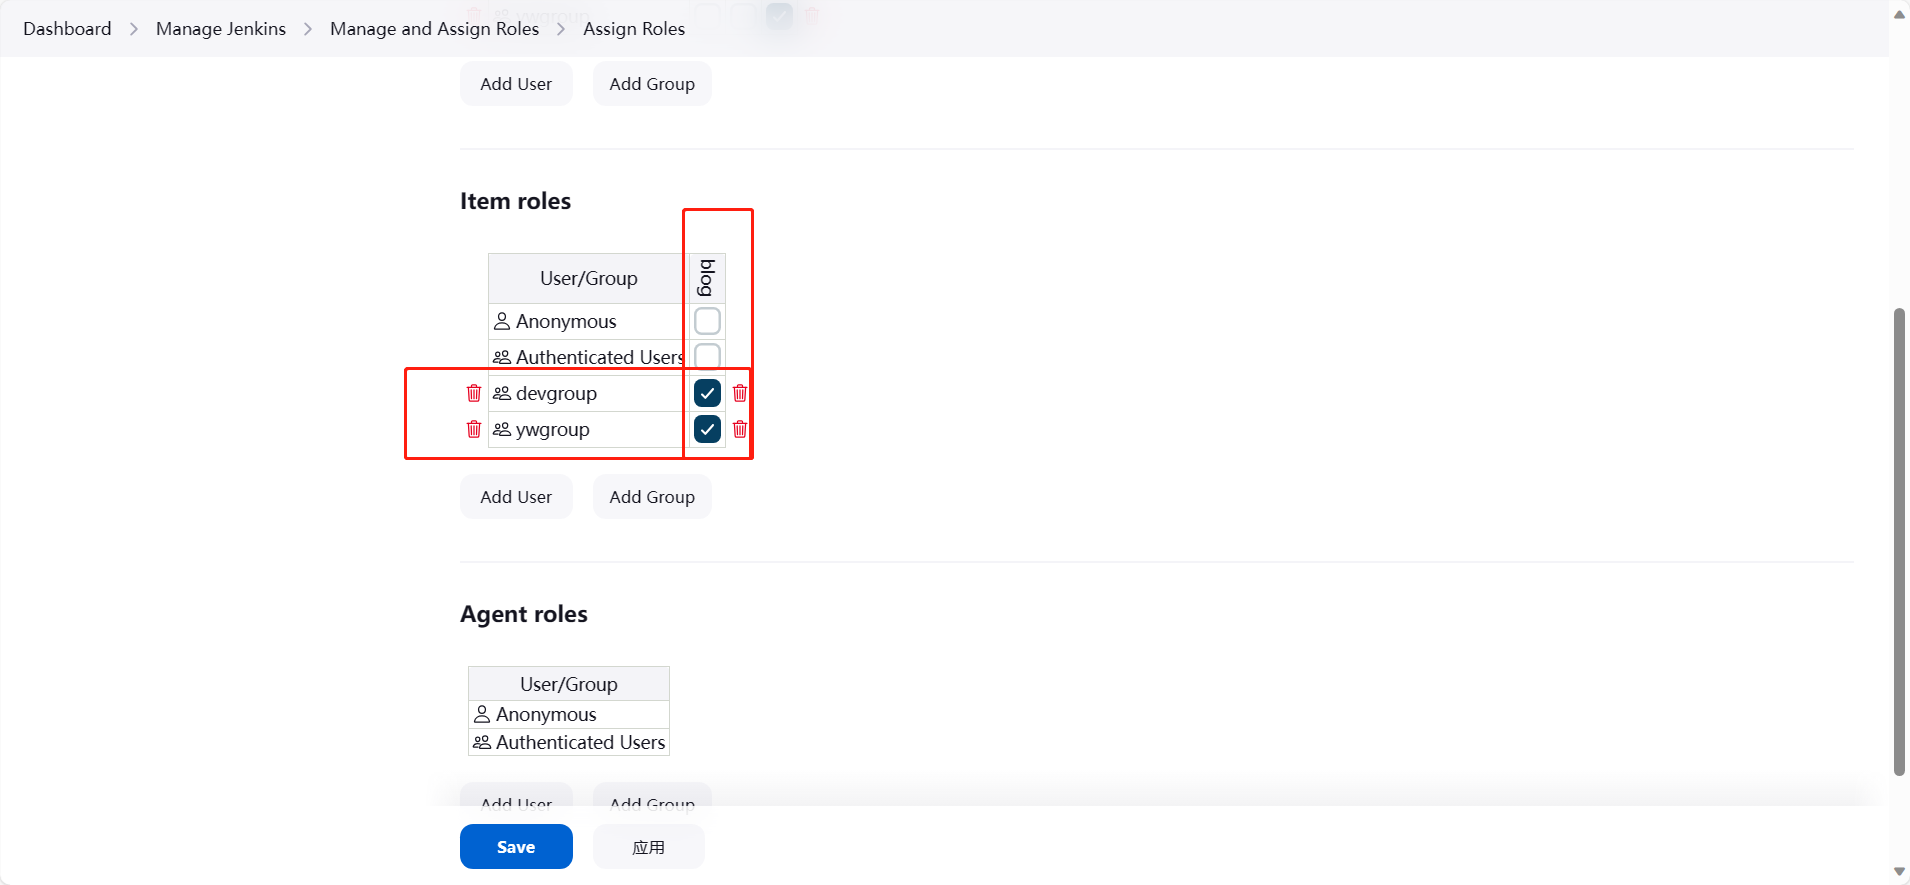 ywgroup
Dashboard > Manage Jenkins > Manage and Assign Roles > Assign Roles
Add User Add Group
Item roles
User/Group blog
Anonymous
Authenticated Users
devgroup
ywgroup
Add User Add Group
Agent roles
User/Group
Anonymous
Authenticated Users
Add User Add Group
Save 应用